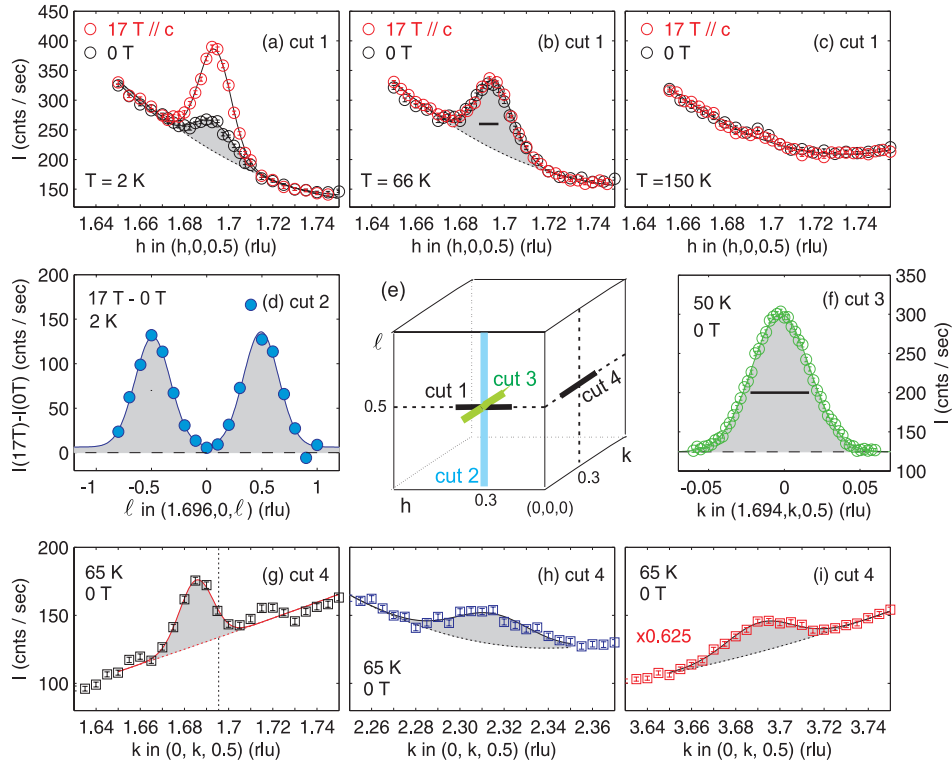 450
400
350
300
250
200
150
I (cnts / sec)
17 T // c
0 T
(a) cut 1
T = 2 K
1.64 1.66 1.68 1.7 1.72 1.74
h in (h,0,0.5) (rlu)
17 T // c
0 T
(b) cut 1
T = 66 K
1.64 1.66 1.68 1.7 1.72 1.74
h in (h,0,0.5) (rlu)
17 T // c
0 T
(c) cut 1
T =150 K
1.64 1.66 1.68 1.7 1.72 1.74
h in (h,0,0.5) (rlu)
200
150
100
50
0
I(17T)-I(0T) (cnts / sec)
17 T - 0 T
2 K
(d) cut 2
-1 -0.5 0 0.5 1
ℓ in (1.696,0,ℓ) (rlu)
(e)
ℓ
0.5
cut 1
cut 3
cut 4
cut 2
h
0.3
k
0.3
(0,0,0)
50 K
0 T
(f) cut 3
350
300
250
200
150
100
I (cnts / sec)
-0.05 0 0.05
k in (1.694,k,0.5) (rlu)
200
150
100
I (cnts / sec)
65 K
0 T
(g) cut 4
1.64 1.66 1.68 1.7 1.72 1.74
k in (0, k, 0.5) (rlu)
(h) cut 4
65 K
0 T
2.26 2.28 2.30 2.32 2.34 2.36
k in (0, k, 0.5) (rlu)
65 K
0 T
(i) cut 4
x0.625
3.64 3.66 3.68 3.7 3.72 3.74
k in (0, k, 0.5) (rlu)